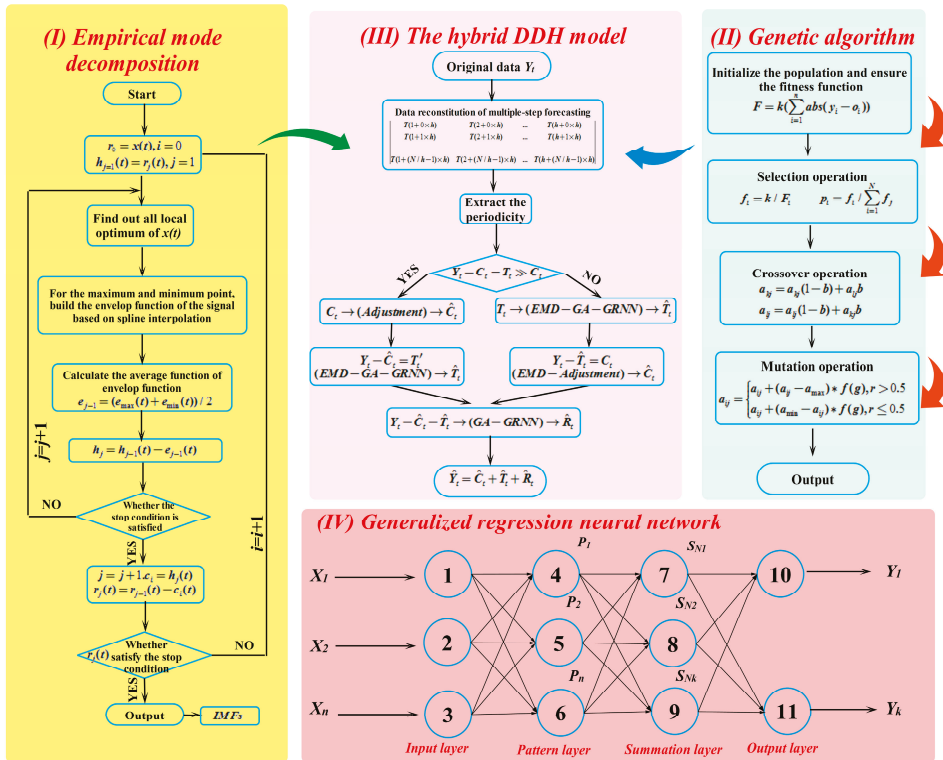 (I) Empirical mode
decomposition
Start
r₀ = x(t), i = 0
h_{j=1}(t) = r_j(t), j = 1
Find out all local
optimum of x(t)
For the maximum and minimum point,
build the envelop function of the signal
based on spline interpolation
Calculate the average function of
envelop function
e_{j-1} = (e_max(t) + e_min(t)) / 2
h_j = h_{j-1}(t) − e_{j-1}(t)
j=j+1
NO
Whether the
stop condition is
satisfied
YES
i=i+1
j = j+1. c_i = h_j(t)
r_j(t) = r_{j-1}(t) − c_i(t)
Whether
r_j(t) satisfy the stop
condition
NO
YES
Output
IMFs
(III) The hybrid DDH model
Original data Y_t
Data reconstitution of multiple-step forecasting
T(1+0×h) T(2+0×h) ... T(h+0×h)
T(1+1×h) T(2+1×h) ... T(h+1×h)
T(1+(N/h−1)×h) T(2+(N/h−1)×h) ... T(h+(N/h−1)×h)
Extract the
periodicity
Y_t − C_t − T_t ≫ C_t
YES
NO
C_t → (Adjustment) → Ĉ_t
T_t → (EMD−GA−GRNN) → T̂_t
Y_t − Ĉ_t = T_t′
(EMD−GA−GRNN) → T̂_t
Y_t − T̂_t = C_t
(EMD−Adjustment) → Ĉ_t
Y_t − Ĉ_t − T̂_t → (GA−GRNN) → R̂_t
Ŷ_t = Ĉ_t + T̂_t + R̂_t
(II) Genetic algorithm
Initialize the population and ensure
the fitness function
F = k(∑_{i=1}^{n} abs(y_i − o_i))
Selection operation
f_i = k / F_i p_i − f_i / ∑_{i=1}^{N} f_j
Crossover operation
a_kj = a_kj(1−b) + a_ij b
a_ij = a_ij(1−b) + a_kj b
Mutation operation
a_ij = { a_ij + (a_ij − a_max) * f(g), r > 0.5
a_ij + (a_min − a_ij) * f(g), r ≤ 0.5
Output
(IV) Generalized regression neural network
P₁ S_N1
X₁ 1 4 7 10 Y₁
P₂ S_N2
X₂ 2 5 8
P_n S_Nk
X_n 3 6 9 11 Y_k
Input layer Pattern layer Summation layer Output layer